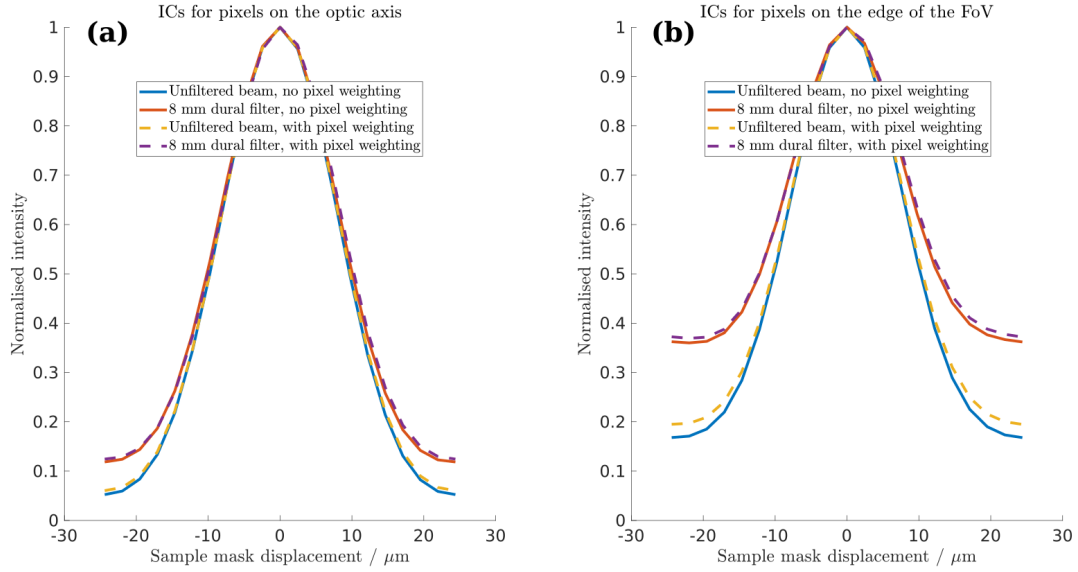 ICs for pixels on the optic axis
(a)
1
0.9
0.8
0.7
0.6
0.5
0.4
0.3
0.2
0.1
0
Normalised intensity
Unfiltered beam, no pixel weighting
8 mm dural filter, no pixel weighting
Unfiltered beam, with pixel weighting
8 mm dural filter, with pixel weighting
-30 -20 -10 0 10 20 30
Sample mask displacement / μm
ICs for pixels on the edge of the FoV
(b)
1
0.9
0.8
0.7
0.6
0.5
0.4
0.3
0.2
0.1
0
Normalised intensity
Unfiltered beam, no pixel weighting
8 mm dural filter, no pixel weighting
Unfiltered beam, with pixel weighting
8 mm dural filter, with pixel weighting
-30 -20 -10 0 10 20 30
Sample mask displacement / μm